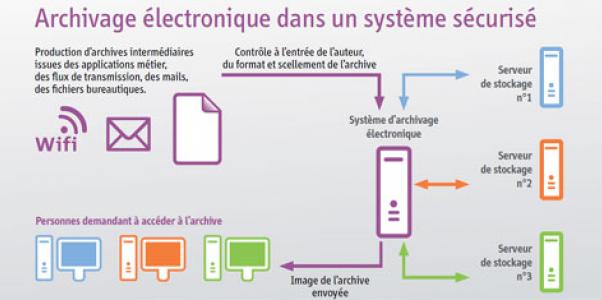 Archivage électronique dans un système sécurisé
Production d'archives intermédiaires
issues des applications métier,
des flux de transmission, des mails,
des fichiers bureautiques.
Contrôle à l'entrée de l'auteur,
du format et scellement de l'archive
Serveur
de stockage
n°1
Wifi
Système d'archivage
électronique
Serveur
de stockage
n°2
Personnes demandant à accéder à l'archive
Serveur
de stockage
n°3
Image de l'archive
envoyée